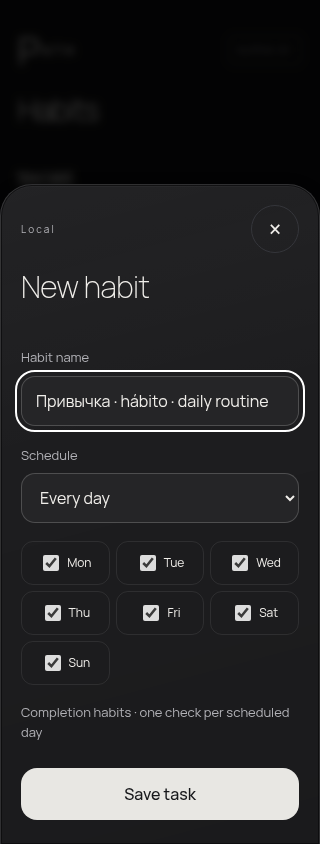 Habits
Local
New habit
Habit name
Привычка · hábito · daily routine
Schedule
Every day
Mon Tue Wed
Thu Fri Sat
Sun
Completion habits · one check per scheduled
day
Save task